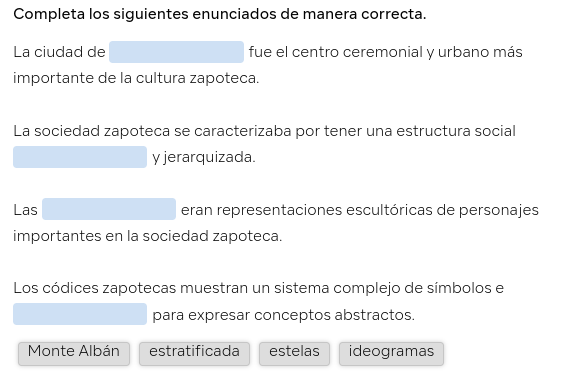 Completa los siguientes enunciados de manera correcta.
La ciudad de fue el centro ceremonial y urbano más
importante de la cultura zapoteca.
La sociedad zapoteca se caracterizaba por tener una estructura social
y jerarquizada.
Las eran representaciones escultóricas de personajes
importantes en la sociedad zapoteca.
Los códices zapotecas muestran un sistema complejo de símbolos e
para expresar conceptos abstractos.
Monte Albán estratificada estelas ideogramas